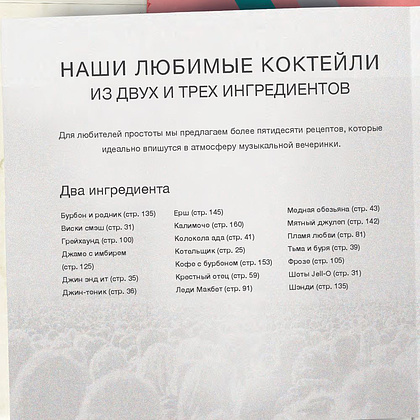 НАШИ ЛЮБИМЫЕ КОКТЕЙЛИ
ИЗ ДВУХ И ТРЕХ ИНГРЕДИЕНТОВ
Для любителей простоты мы предлагаем более пятидесяти рецептов, которые
идеально впишутся в атмосферу музыкальной вечеринки.
Два ингредиента
Бурбон и родник (стр. 135)
Виски смэш (стр. 31)
Грейхаунд (стр. 100)
Джамо с имбирем
(стр. 125)
Джин энд ит (стр. 35)
Джин-тоник (стр. 36)
Ерш (стр. 145)
Калимочо (стр. 160)
Колокола ада (стр. 41)
Котельщик (стр. 25)
Кофе с бурбоном (стр. 153)
Крестный отец (стр. 59)
Леди Макбет (стр. 91)
Медная обезьяна (стр. 43)
Мятный джулеп (стр. 142)
Пламя любви (стр. 81)
Тьма и буря (стр. 39)
Фрозе (стр. 105)
Шоты Jell-O (стр. 31)
Шэнди (стр. 135)